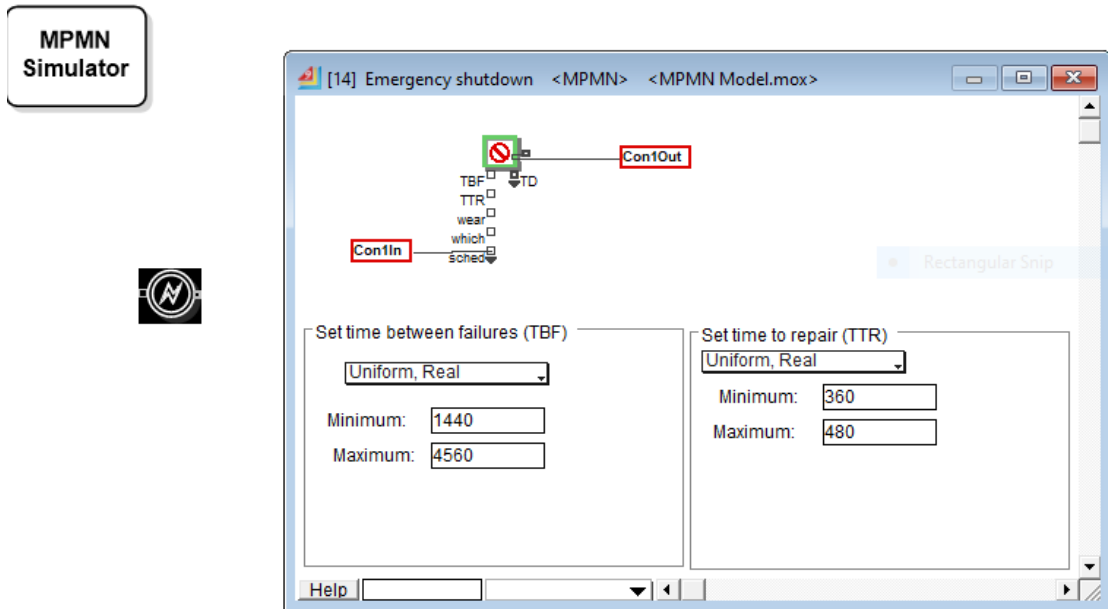 MPMN
Simulator
[14] Emergency shutdown <MPMN> <MPMN Model.mox>
Con1Out
TBF
TD
TTR
wear
which
Con1In
sched
Rectangular Snip
Set time between failures (TBF)
Set time to repair (TTR)
Uniform, Real
Uniform, Real
Minimum: 1440
Minimum: 360
Maximum: 4560
Maximum: 480
Help